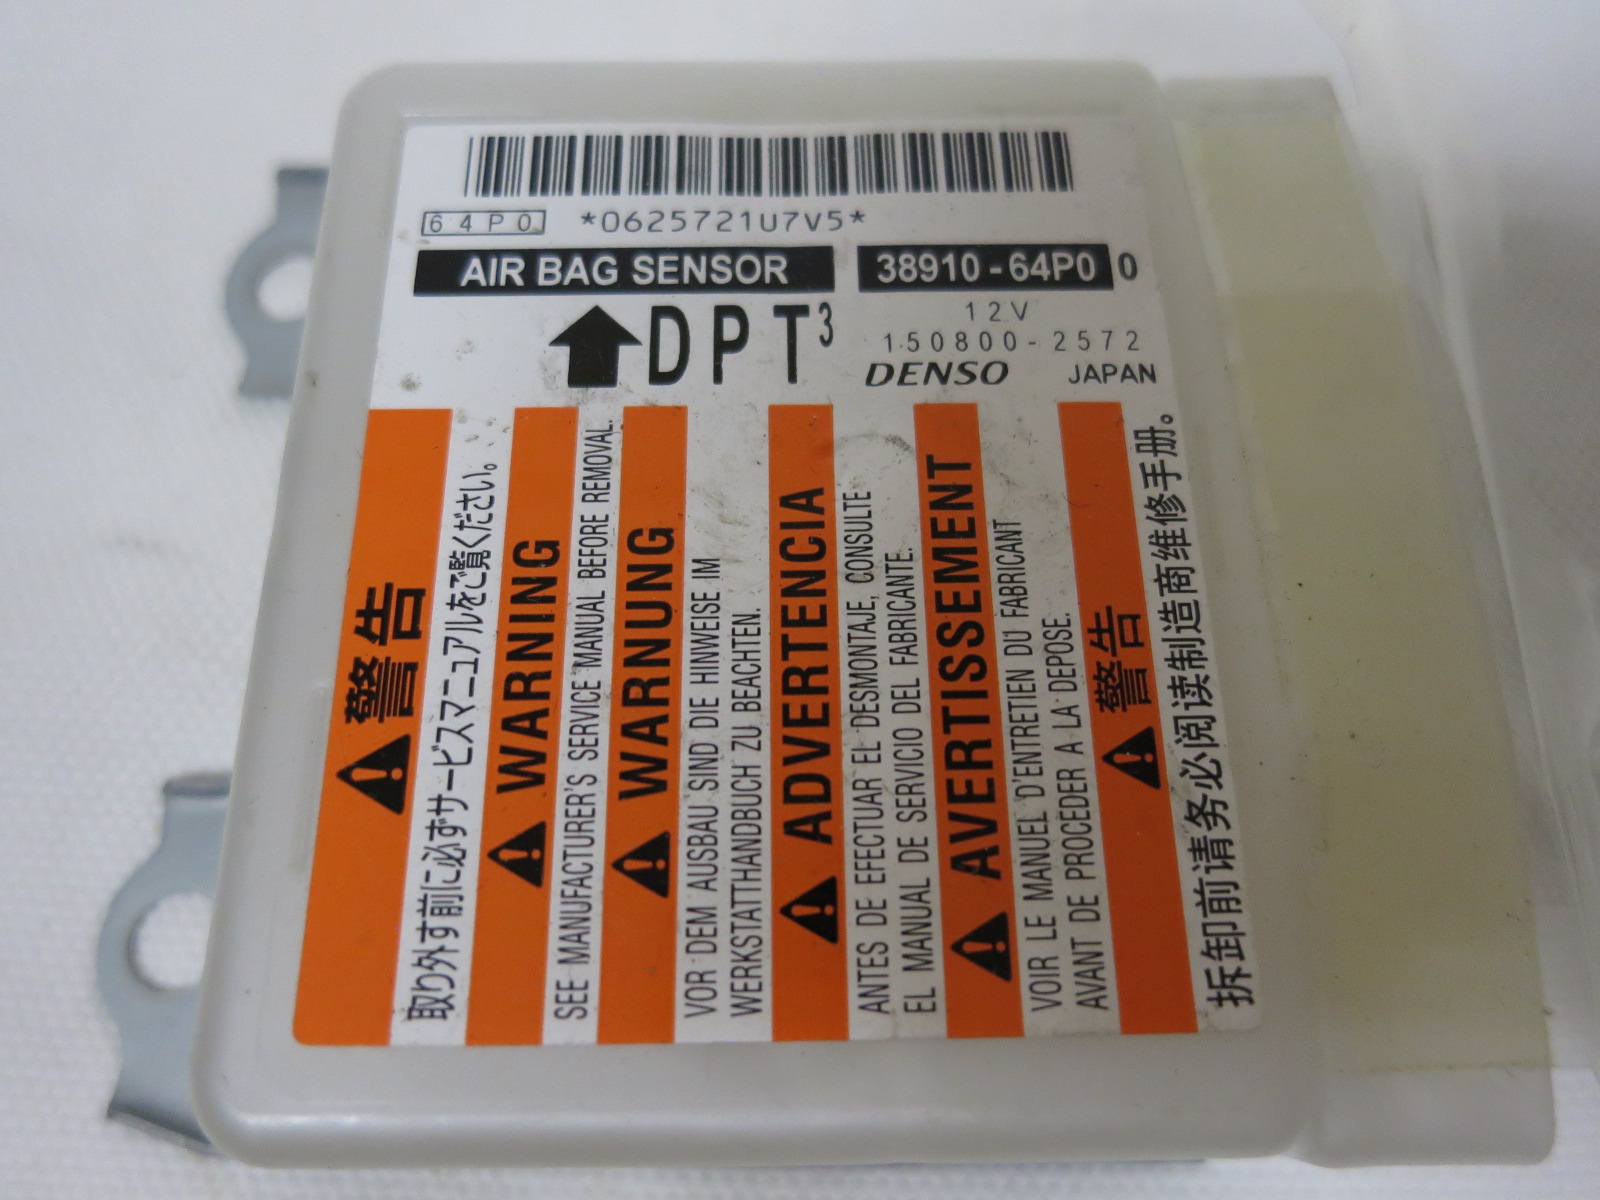 64P0 *0625721U7V5*
AIR BAG SENSOR 38910-64P0 0
DPT3 12V
150800-2572
DENSO JAPAN
警告
取り外す前に必ずサービスマニュアルをご覧ください。
WARNING
SEE MANUFACTURER'S SERVICE MANUAL BEFORE REMOVAL.
WARNUNG
VOR DEM AUSBAU SIND DIE HINWEISE IM
WERKSTATTHANDBUCH ZU BEACHTEN.
ADVERTENCIA
ANTES DE EFECTUAR EL DESMONTAJE, CONSULTE
EL MANUAL DE SERVICIO DEL FABRICANTE.
AVERTISSEMENT
VOIR LE MANUEL D'ENTRETIEN DU FABRICANT
AVANT DE PROCEDER A LA DEPOSE.
警告
拆卸前请务必阅读制造商维修手册。